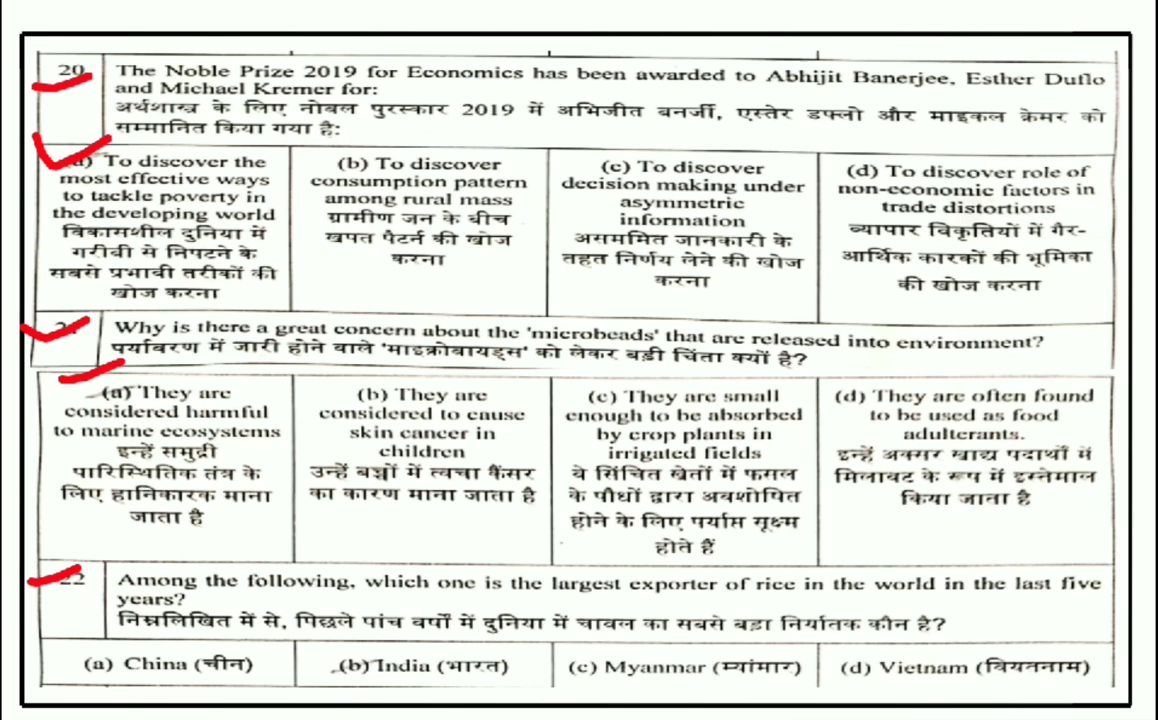 20 The Noble Prize 2019 for Economics has been awarded to Abhijit Banerjee, Esther Duflo
and Michael Kremer for:
अर्थशास्त्र के लिए नोबल पुरस्कार 2019 में अभिजीत बनर्जी, एस्तेर डफ्लो और माइकल क्रेमर को
सम्मानित किया गया है:
(a) To discover the
most effective ways
to tackle poverty in
the developing world
विकासशील दुनिया में
गरीबी से निपटने के
सबसे प्रभावी तरीकों की
खोज करना
(b) To discover
consumption pattern
among rural mass
ग्रामीण जन के बीच
खपत पैटर्न की खोज
करना
(c) To discover
decision making under
asymmetric
information
असममित जानकारी के
तहत निर्णय लेने की खोज
करना
(d) To discover role of
non-economic factors in
trade distortions
व्यापार विकृतियों में गैर-
आर्थिक कारकों की भूमिका
की खोज करना
Why is there a great concern about the 'microbeads' that are released into environment?
पर्यावरण में जारी होने वाले 'माइक्रोबायड्स' को लेकर बड़ी चिंता क्यों है?
(a) They are
considered harmful
to marine ecosystems
इन्हें समुद्री
पारिस्थितिक तंत्र के
लिए हानिकारक माना
जाता है
(b) They are
considered to cause
skin cancer in
children
उन्हें बच्चों में त्वचा कैंसर
का कारण माना जाता है
(c) They are small
enough to be absorbed
by crop plants in
irrigated fields
ये सिंचित खेतों में फसल
के पौधों द्वारा अवशोषित
होने के लिए पर्याप्त सूक्ष्म
होते हैं
(d) They are often found
to be used as food
adulterants.
इन्हें अक्सर खाद्य पदार्थों में
मिलावट के रूप में इस्तेमाल
किया जाता है
22 Among the following, which one is the largest exporter of rice in the world in the last five
years?
निम्नलिखित में से, पिछले पांच वर्षों में दुनिया में चावल का सबसे बड़ा निर्यातक कौन है?
(a) China (चीन)
(b) India (भारत)
(c) Myanmar (म्यांमार)
(d) Vietnam (वियतनाम)